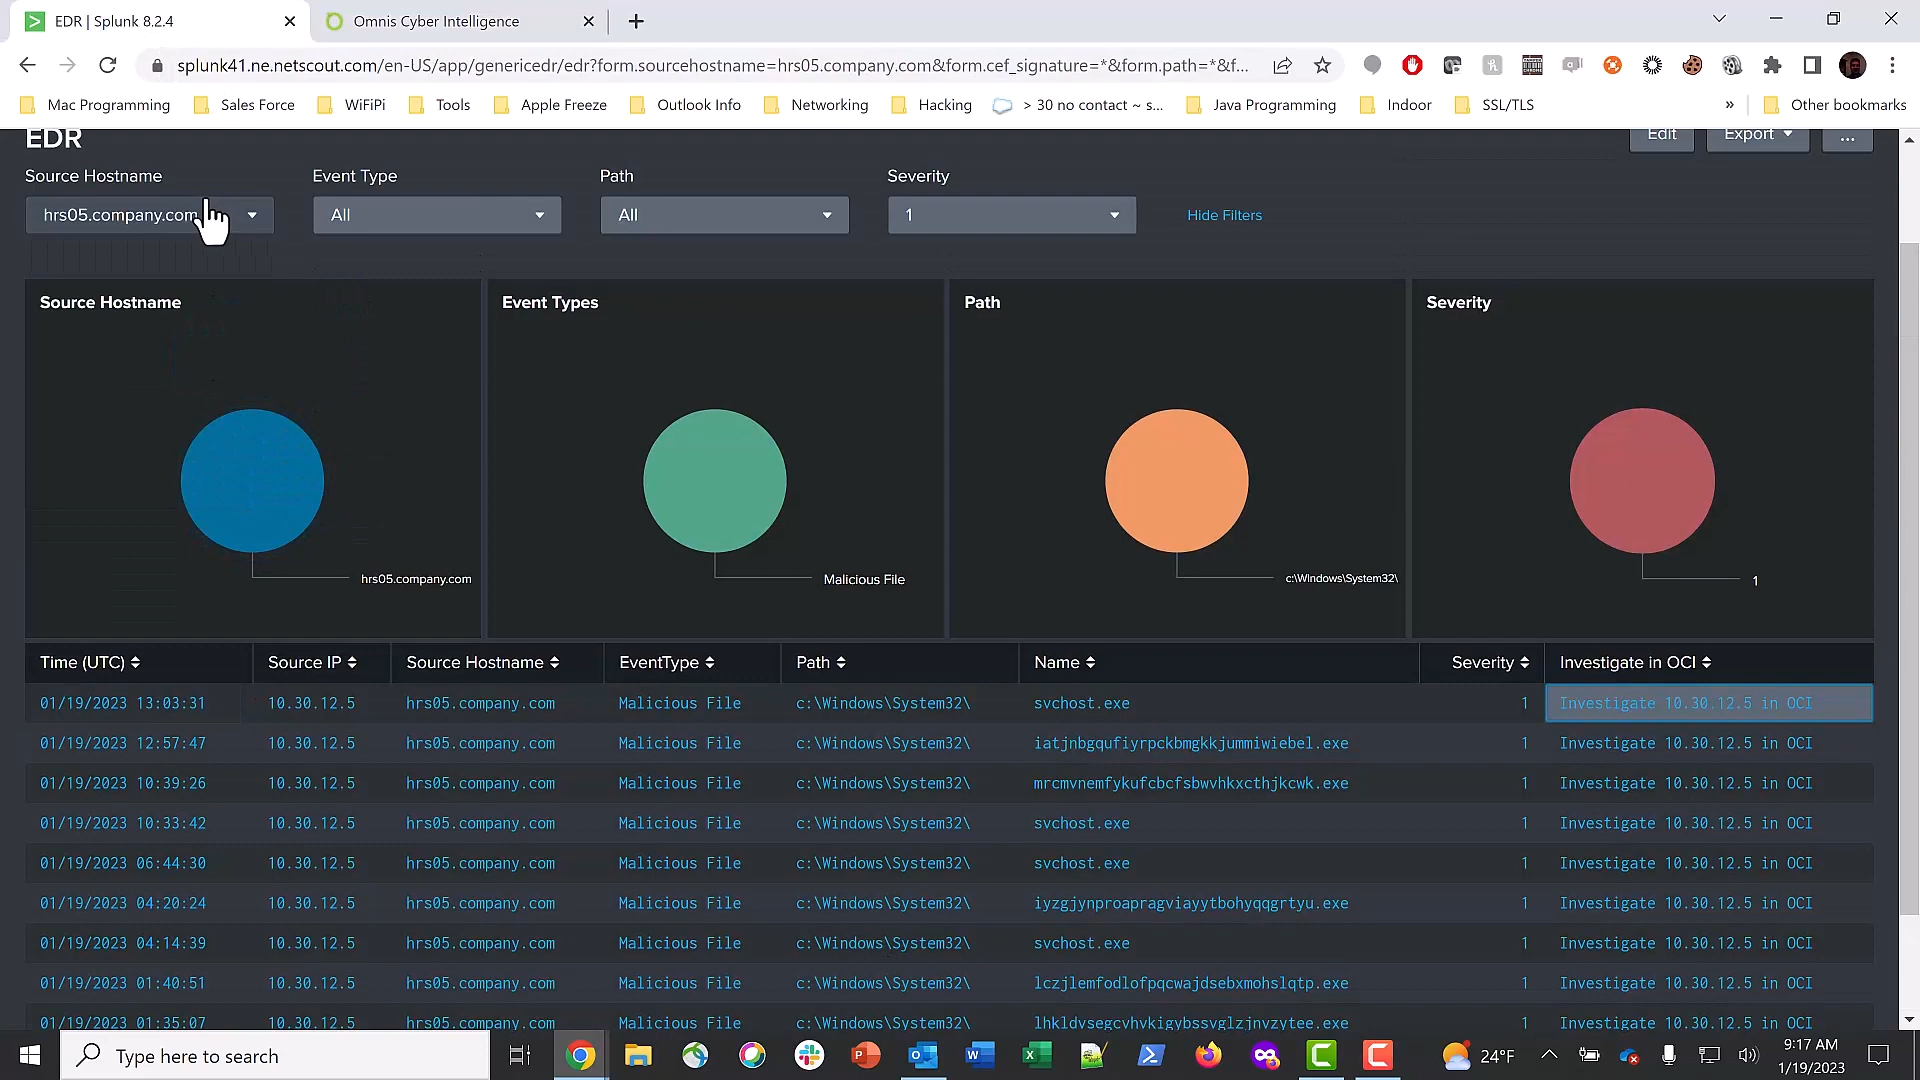 EDR | Splunk 8.2.4
Omnis Cyber Intelligence
splunk41.ne.netscout.com/en-US/app/genericedr/edr?form.sourcehostname=hrs05.company.com&form.cef_signature=*&form.path=*&f...
Mac Programming Sales Force WiFiPi Tools Apple Freeze Outlook Info Networking Hacking > 30 no contact ~ s... Java Programming Indoor SSL/TLS » Other bookmarks
EDR Edit Export ...
Source Hostname Event Type Path Severity
hrs05.company.com All All 1 Hide Filters
Source Hostname Event Types Path Severity
hrs05.company.com Malicious File c:\Windows\System32\ 1
Time (UTC) Source IP Source Hostname EventType Path Name Severity Investigate in OCI
01/19/2023 13:03:31 10.30.12.5 hrs05.company.com Malicious File c:\Windows\System32\ svchost.exe 1 Investigate 10.30.12.5 in OCI
01/19/2023 12:57:47 10.30.12.5 hrs05.company.com Malicious File c:\Windows\System32\ iatjnbgqufiyrpckbmgkkjummiwiebel.exe 1 Investigate 10.30.12.5 in OCI
01/19/2023 10:39:26 10.30.12.5 hrs05.company.com Malicious File c:\Windows\System32\ mrcmvnemfykufcbcfsbwvhkxcthjkcwk.exe 1 Investigate 10.30.12.5 in OCI
01/19/2023 10:33:42 10.30.12.5 hrs05.company.com Malicious File c:\Windows\System32\ svchost.exe 1 Investigate 10.30.12.5 in OCI
01/19/2023 06:44:30 10.30.12.5 hrs05.company.com Malicious File c:\Windows\System32\ svchost.exe 1 Investigate 10.30.12.5 in OCI
01/19/2023 04:20:24 10.30.12.5 hrs05.company.com Malicious File c:\Windows\System32\ iyzgjynproapragviayytbohyqqgrtyu.exe 1 Investigate 10.30.12.5 in OCI
01/19/2023 04:14:39 10.30.12.5 hrs05.company.com Malicious File c:\Windows\System32\ svchost.exe 1 Investigate 10.30.12.5 in OCI
01/19/2023 01:40:51 10.30.12.5 hrs05.company.com Malicious File c:\Windows\System32\ lczjlemfodlofpqcwajdsebxmohslqtp.exe 1 Investigate 10.30.12.5 in OCI
01/19/2023 01:35:07 10.30.12.5 hrs05.company.com Malicious File c:\Windows\System32\ lhkldvsegcvhvkigybssvglzjnvzytee.exe 1 Investigate 10.30.12.5 in OCI
Type here to search 24°F 9:17 AM
1/19/2023